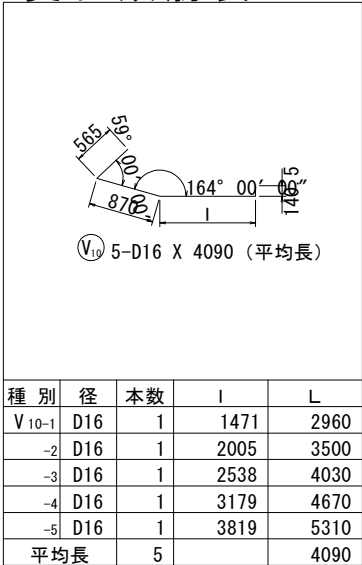 565
59° 00′ 00″
870
164° 00′ 00″
140.5
l
V10 5-D16 X 4090 (平均長)
種 別 径 本数 l L
V 10-1 D16 1 1471 2960
-2 D16 1 2005 3500
-3 D16 1 2538 4030
-4 D16 1 3179 4670
-5 D16 1 3819 5310
平均長 5 4090